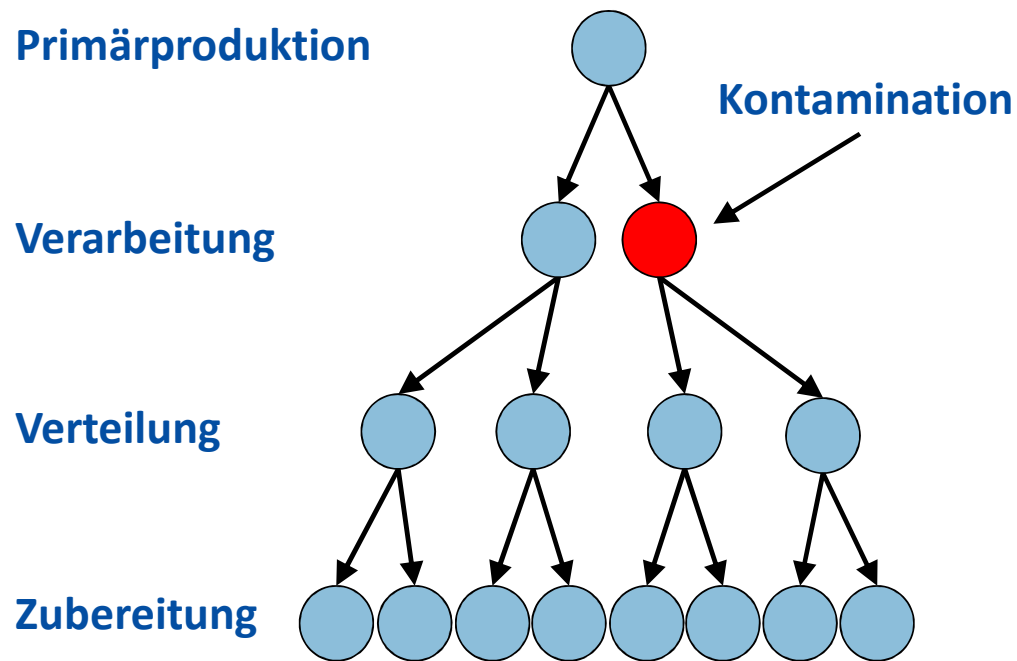 Primärproduktion
Kontamination
Verarbeitung
Verteilung
Zubereitung